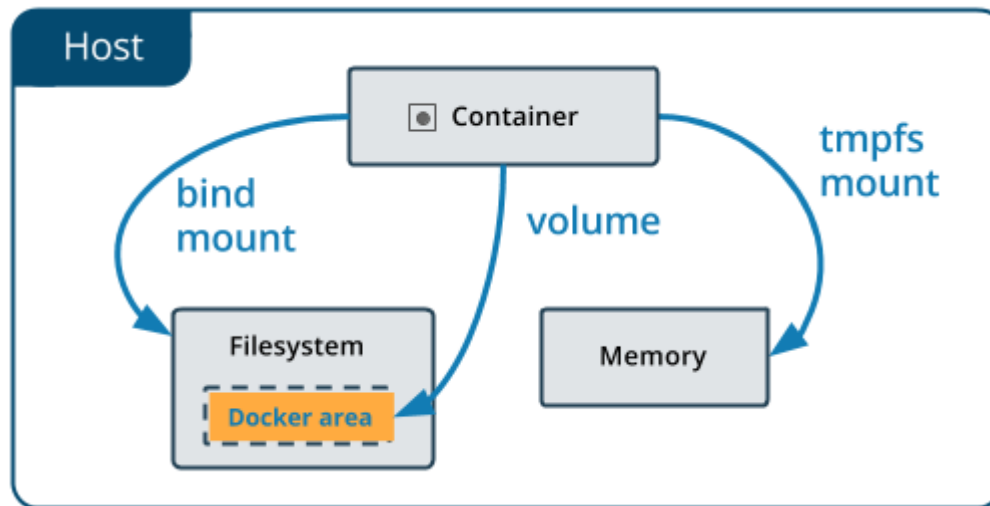 Host
Container
tmpfs
mount
bind
mount
volume
Filesystem
Memory
Docker area